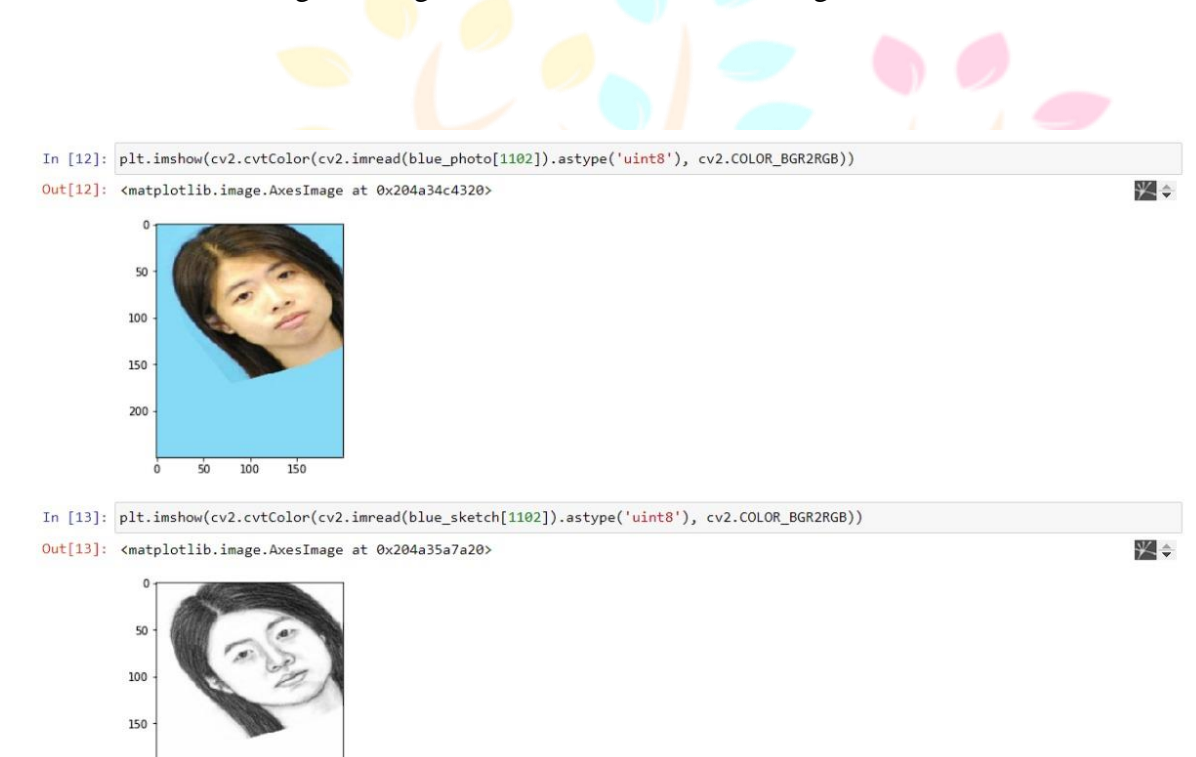 In [12]: plt.imshow(cv2.cvtColor(cv2.imread(blue_photo[1102]).astype('uint8'), cv2.COLOR_BGR2RGB))
Out[12]: <matplotlib.image.AxesImage at 0x204a34c4320>
0
50
100
150
200
0 50 100 150
In [13]: plt.imshow(cv2.cvtColor(cv2.imread(blue_sketch[1102]).astype('uint8'), cv2.COLOR_BGR2RGB))
Out[13]: <matplotlib.image.AxesImage at 0x204a35a7a20>
0
50
100
150